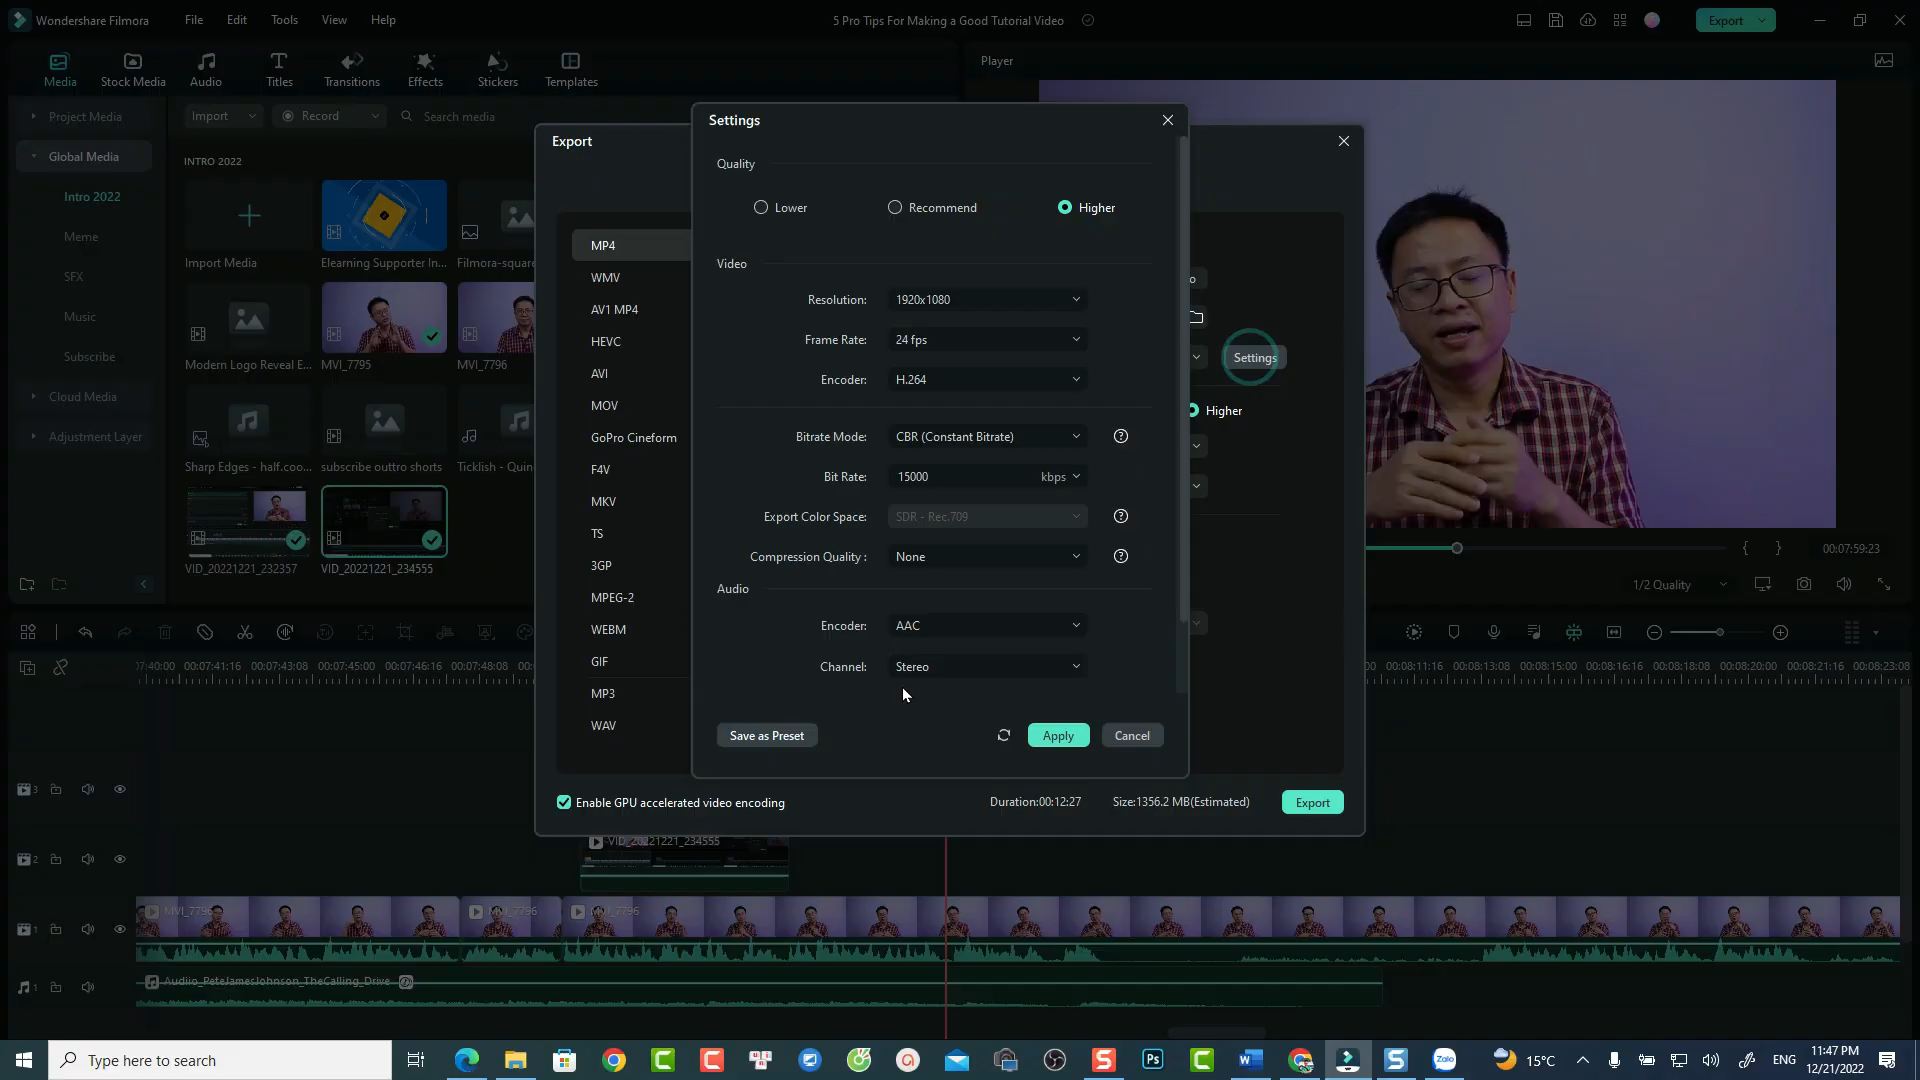 Wondershare Filmora
File
Edit
Tools
View
Help
5 Pro Tips For Making a Good Tutorial Video
Export
Media
Stock Media
Audio
Titles
Transitions
Effects
Stickers
Templates
Player
Project Media
Import
Record
Search media
Global Media
INTRO 2022
Intro 2022
Meme
SFX
Music
Subscribe
Cloud Media
Adjustment Layer
Import Media
Elearning Supporter In...
Filmora-square
Modern Logo Reveal E...
MVI_7795
MVI_7796
Sharp Edges - half.coo...
subscribe outtro shorts
Ticklish - Quin
VID_20221221_232357
VID_20221221_234555
Export
MP4
WMV
AV1 MP4
HEVC
AVI
MOV
GoPro Cineform
F4V
MKV
TS
3GP
MPEG-2
WEBM
GIF
MP3
WAV
Settings
Quality
Lower
Recommend
Higher
Video
Resolution:
1920x1080
Frame Rate:
24 fps
Encoder:
H.264
Bitrate Mode:
CBR (Constant Bitrate)
Bit Rate:
15000
kbps
Export Color Space:
SDR - Rec.709
Compression Quality :
None
Audio
Encoder:
AAC
Channel:
Stereo
Save as Preset
Apply
Cancel
o
Settings
Higher
Enable GPU accelerated video encoding
Duration:00:12:27
Size:1356.2 MB(Estimated)
Export
00:07:59:23
1/2 Quality
07:40:00
00:07:41:16
00:07:43:08
00:07:45:00
00:07:46:16
00:07:48:08
00
00:08:11:16
00:08:13:08
00:08:15:00
00:08:16:16
00:08:18:08
00:08:20:00
00:08:21:16
00:08:23:08
3
2
1
1
VID_20221221_234555
MVI_7796
MVI_7796
MVI_7796
Audiio_PeteJamesJohnson_TheCalling_Drive
Type here to search
15°C
ENG
11:47 PM
12/21/2022